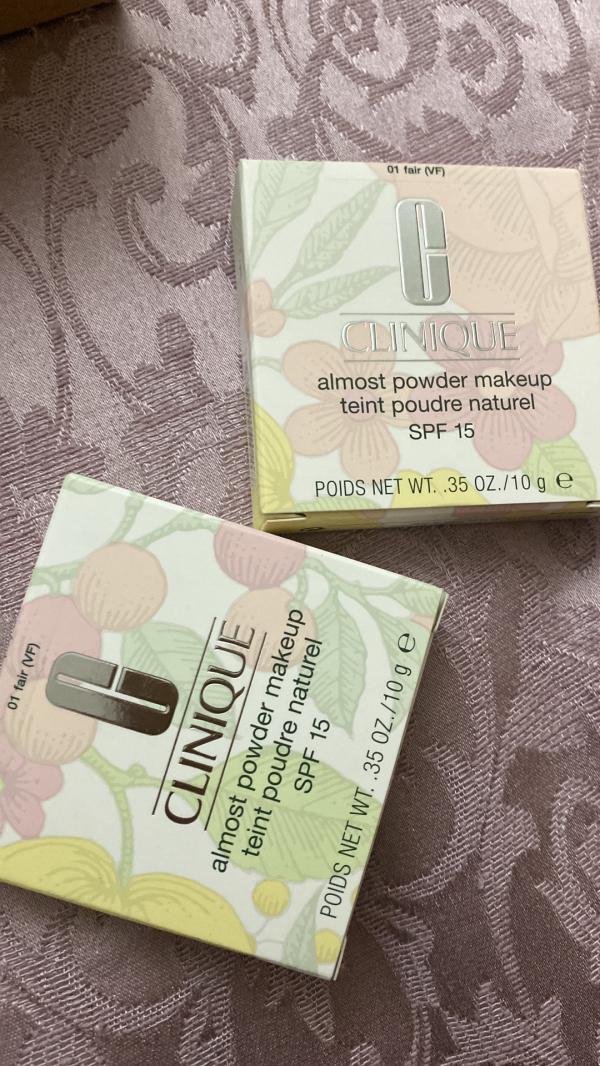 01 fair (VF)
CLINIQUE
almost powder makeup
teint poudre naturel
SPF 15
POIDS NET WT. .35 OZ./10 g e
01 fair (VF)
CLINIQUE
almost powder makeup
teint poudre naturel
SPF 15
POIDS NET WT. .35 OZ./10 g e